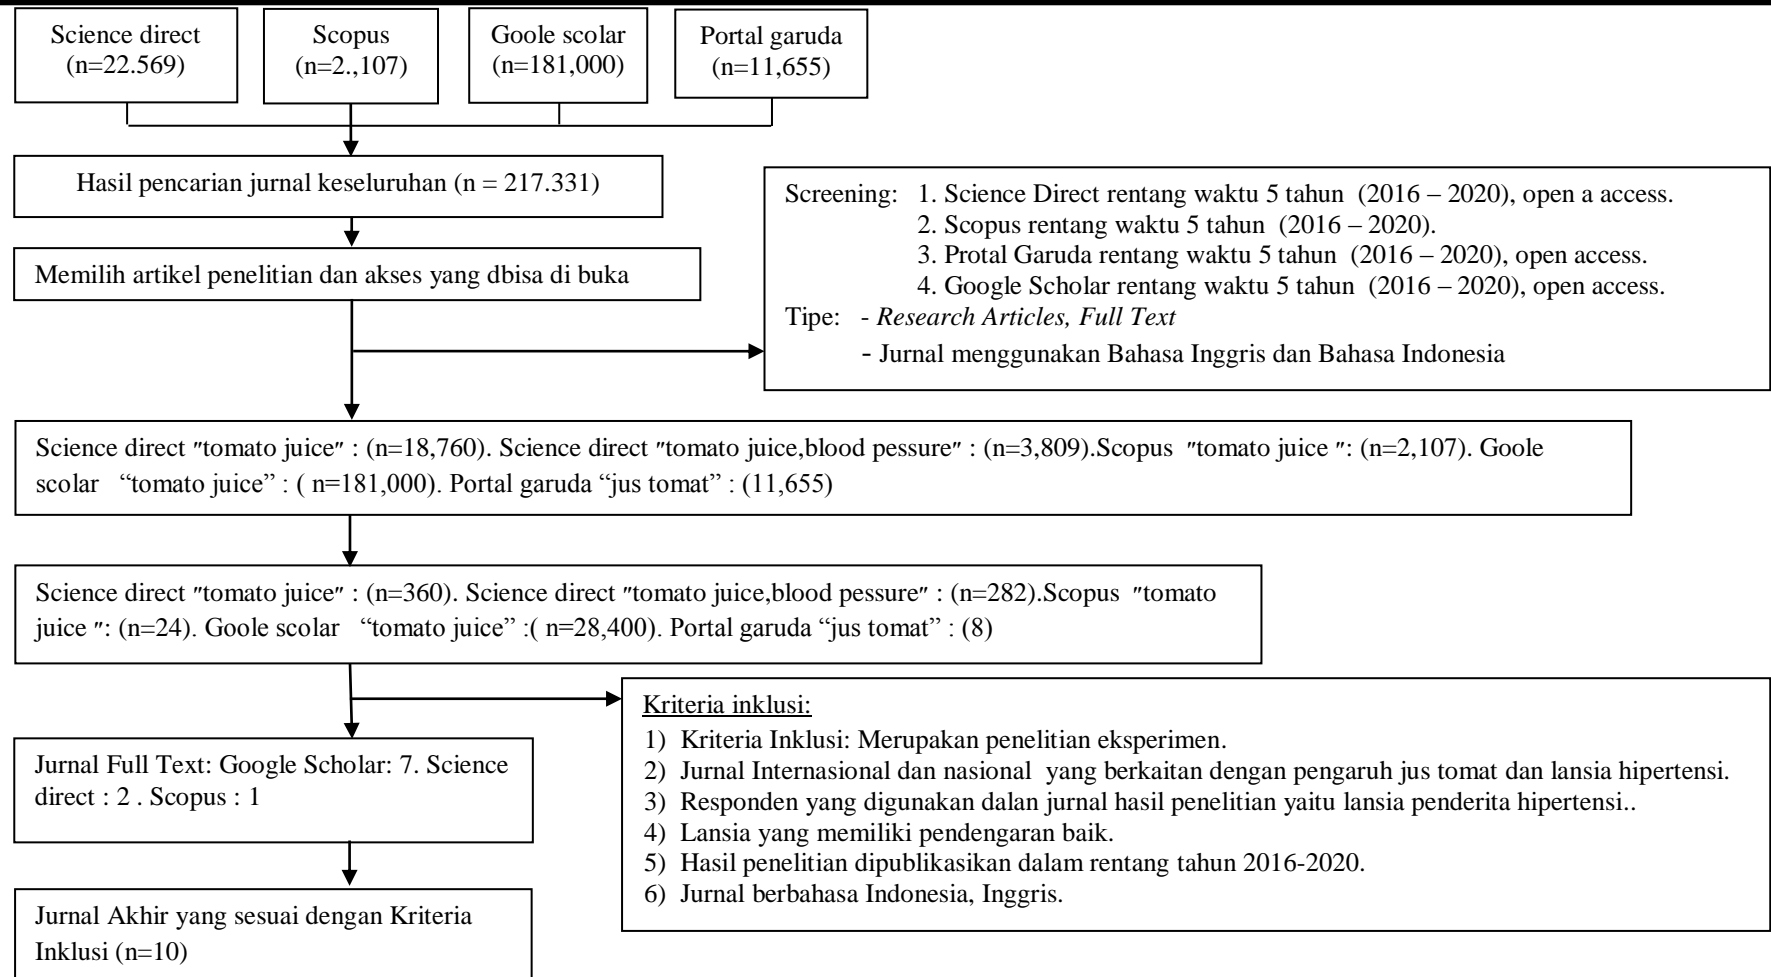 Science direct
(n=22.569)
Scopus
(n=2.,107)
Goole scolar
(n=181,000)
Portal garuda
(n=11,655)
Hasil pencarian jurnal keseluruhan (n = 217.331)
Memilih artikel penelitian dan akses yang dbisa di buka
Screening: 1. Science Direct rentang waktu 5 tahun (2016 – 2020), open a access.
2. Scopus rentang waktu 5 tahun (2016 – 2020).
3. Protal Garuda rentang waktu 5 tahun (2016 – 2020), open access.
4. Google Scholar rentang waktu 5 tahun (2016 – 2020), open access.
Tipe: - Research Articles, Full Text
- Jurnal menggunakan Bahasa Inggris dan Bahasa Indonesia
Science direct "tomato juice" : (n=18,760). Science direct "tomato juice,blood pessure" : (n=3,809).Scopus "tomato juice ": (n=2,107). Goole
scolar “tomato juice” : ( n=181,000). Portal garuda “jus tomat” : (11,655)
Science direct "tomato juice" : (n=360). Science direct "tomato juice,blood pessure" : (n=282).Scopus "tomato
juice ": (n=24). Goole scolar “tomato juice” :( n=28,400). Portal garuda “jus tomat” : (8)
Kriteria inklusi:
1) Kriteria Inklusi: Merupakan penelitian eksperimen.
2) Jurnal Internasional dan nasional yang berkaitan dengan pengaruh jus tomat dan lansia hipertensi.
3) Responden yang digunakan dalan jurnal hasil penelitian yaitu lansia penderita hipertensi..
4) Lansia yang memiliki pendengaran baik.
5) Hasil penelitian dipublikasikan dalam rentang tahun 2016-2020.
6) Jurnal berbahasa Indonesia, Inggris.
Jurnal Full Text: Google Scholar: 7. Science
direct : 2 . Scopus : 1
Jurnal Akhir yang sesuai dengan Kriteria
Inklusi (n=10)